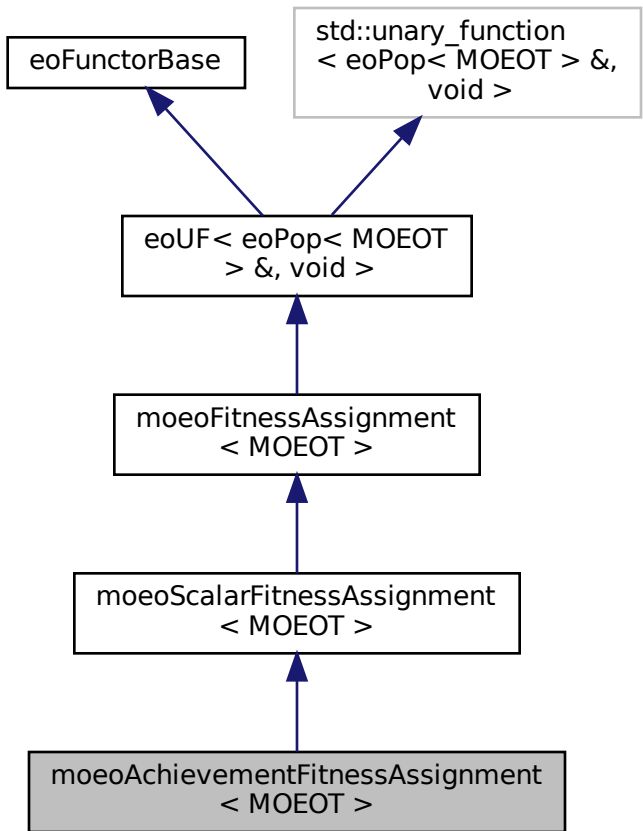 eoFunctorBase
std::unary_function
< eoPop< MOEOT > &,
void >
eoUF< eoPop< MOEOT
> &, void >
moeoFitnessAssignment
< MOEOT >
moeoScalarFitnessAssignment
< MOEOT >
moeoAchievementFitnessAssignment
< MOEOT >